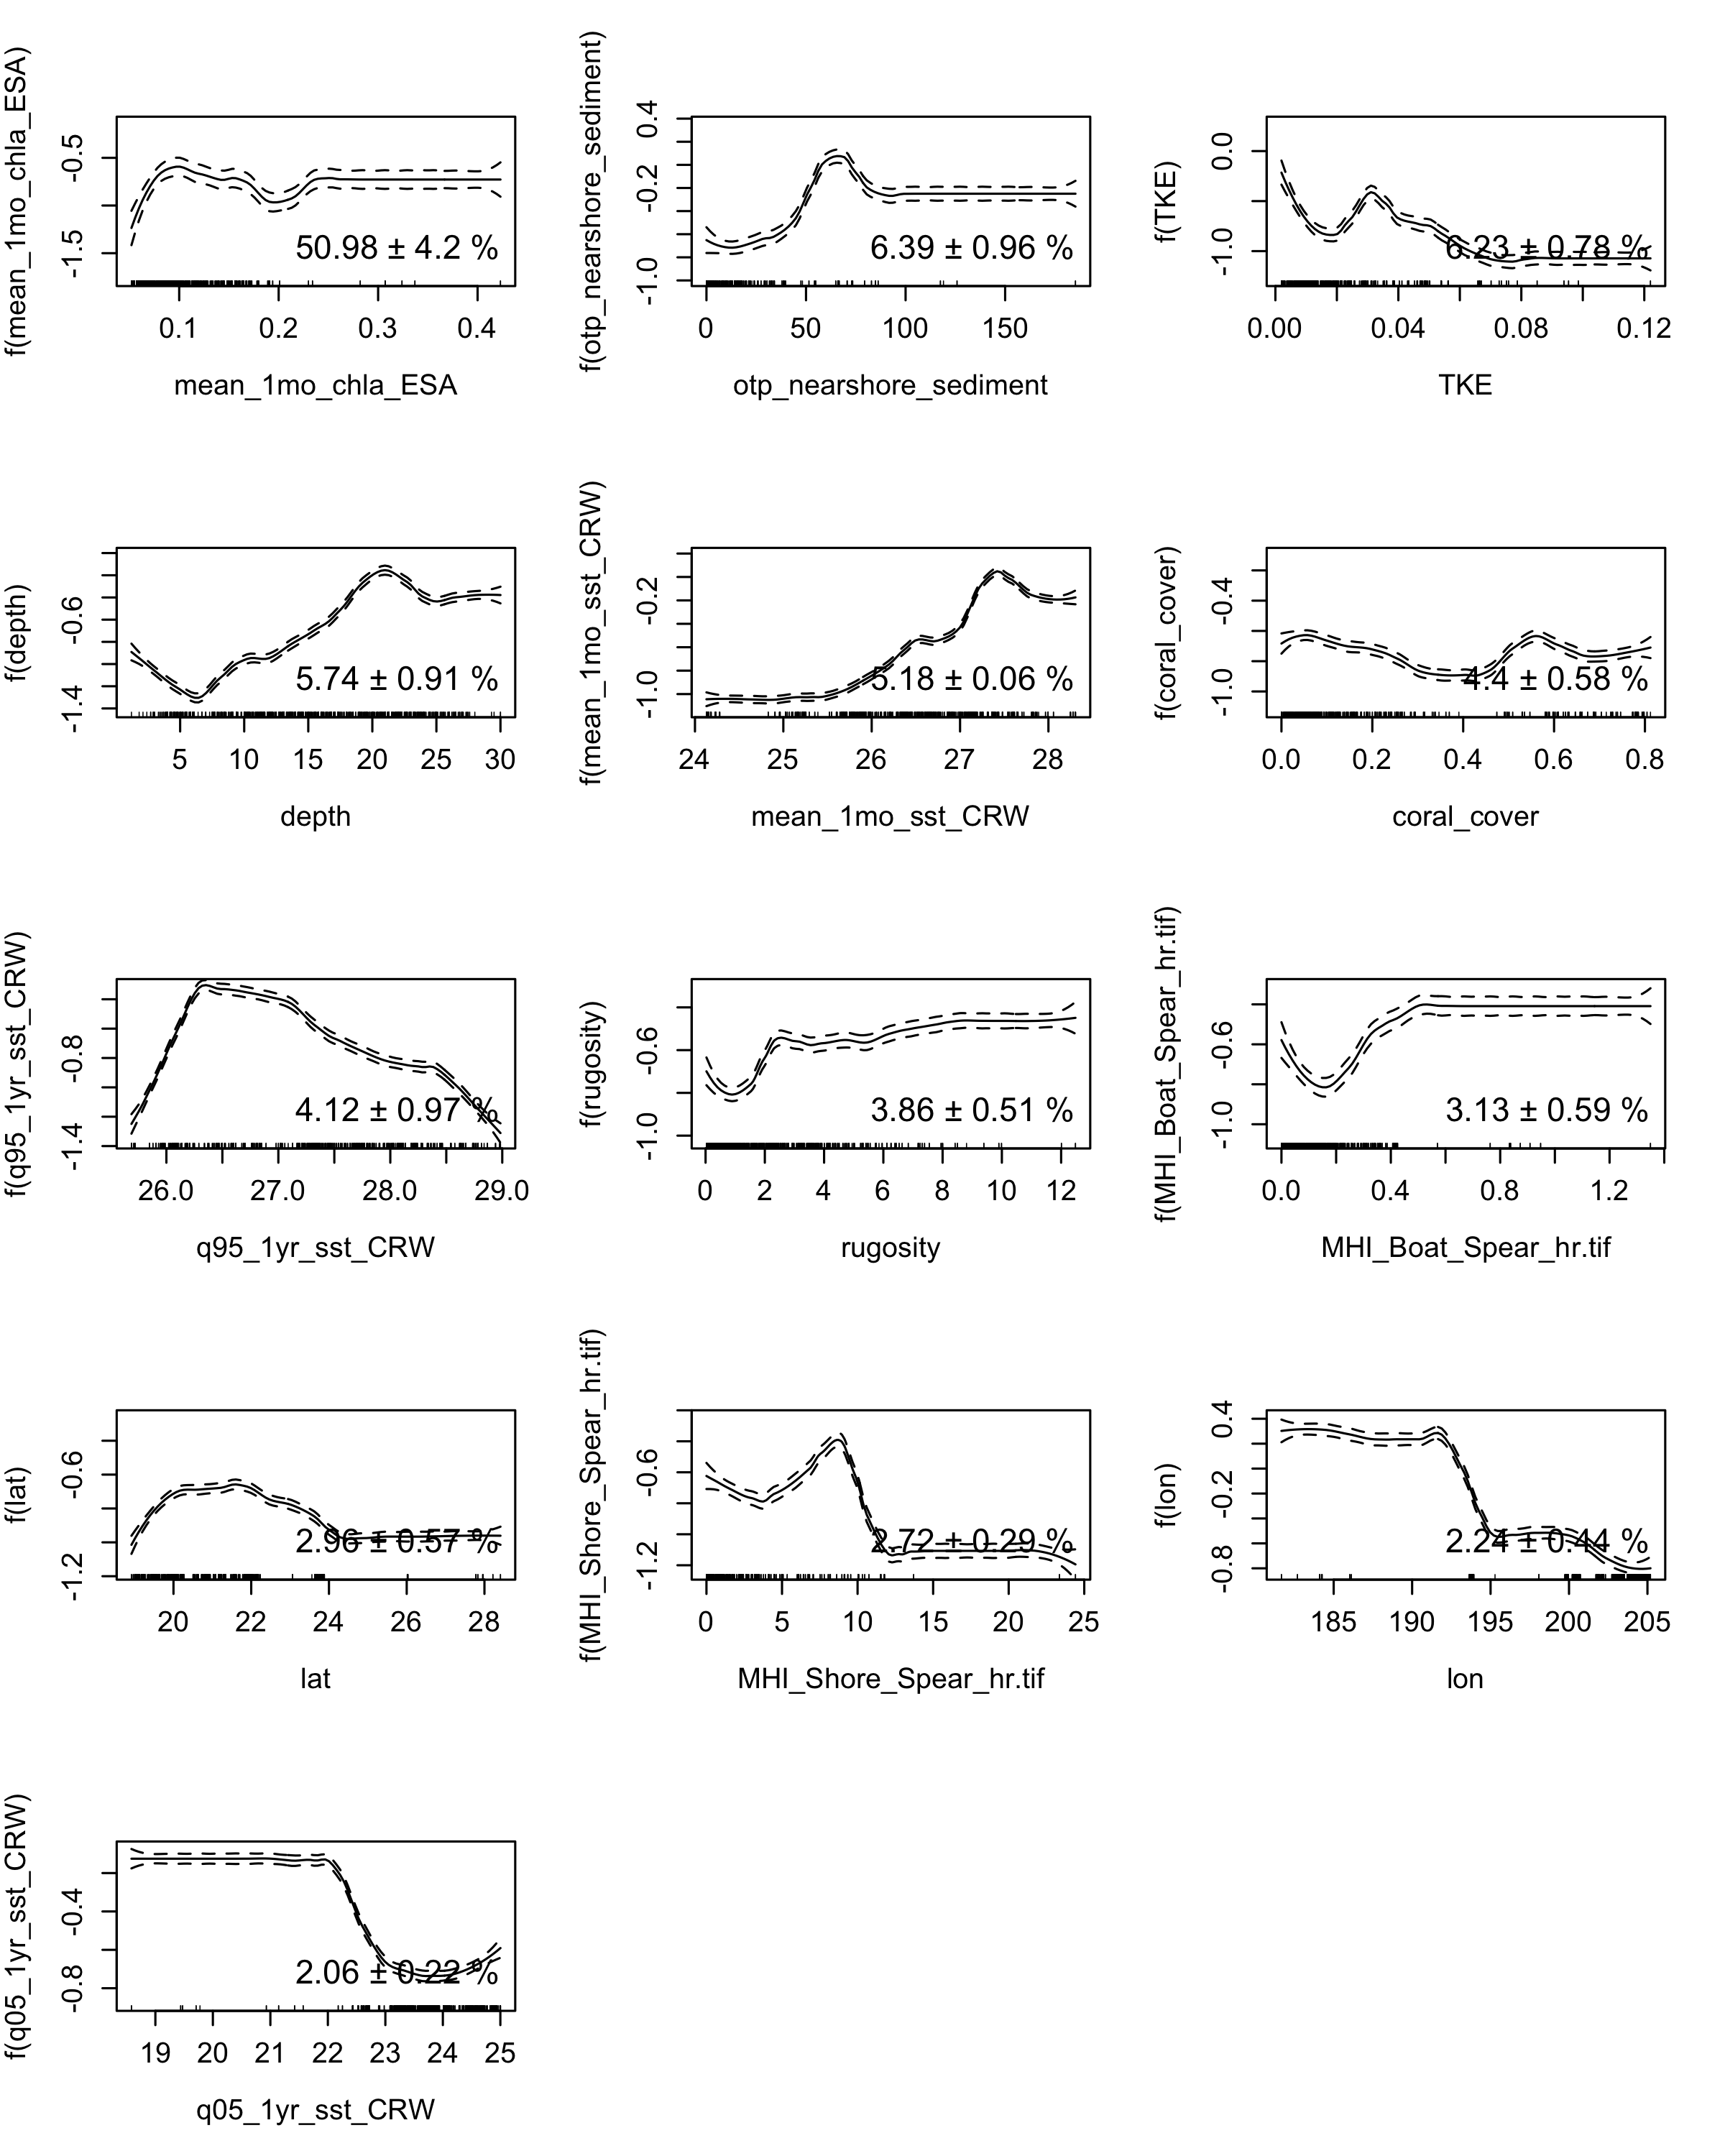 f(mean_1mo_chla_ESA)
-1.5 -0.5
50.98 ± 4.2 %
0.1 0.2 0.3 0.4
mean_1mo_chla_ESA
f(otp_nearshore_sediment)
-1.0 -0.2 0.4
6.39 ± 0.96 %
0 50 100 150
otp_nearshore_sediment
f(TKE)
-1.0 0.0
6.23 ± 0.78 %
0.00 0.04 0.08 0.12
TKE
f(depth)
-1.4 -0.6
5.74 ± 0.91 %
5 10 15 20 25 30
depth
f(mean_1mo_sst_CRW)
-1.0 -0.2
5.18 ± 0.06 %
24 25 26 27 28
mean_1mo_sst_CRW
f(coral_cover)
-1.0 -0.4
4.4 ± 0.58 %
0.0 0.2 0.4 0.6 0.8
coral_cover
f(q95_1yr_sst_CRW)
-1.4 -0.8
4.12 ± 0.97 %
26.0 27.0 28.0 29.0
q95_1yr_sst_CRW
f(rugosity)
-1.0 -0.6
3.86 ± 0.51 %
0 2 4 6 8 10 12
rugosity
f(MHI_Boat_Spear_hr.tif)
-1.0 -0.6
3.13 ± 0.59 %
0.0 0.4 0.8 1.2
MHI_Boat_Spear_hr.tif
f(lat)
-1.2 -0.6
2.96 ± 0.57 %
20 22 24 26 28
lat
f(MHI_Shore_Spear_hr.tif)
-1.2 -0.6
2.72 ± 0.29 %
0 5 10 15 20 25
MHI_Shore_Spear_hr.tif
f(lon)
-0.8 -0.2 0.4
2.24 ± 0.44 %
185 190 195 200 205
lon
f(q05_1yr_sst_CRW)
-0.8 -0.4
2.06 ± 0.22 %
19 20 21 22 23 24 25
q05_1yr_sst_CRW